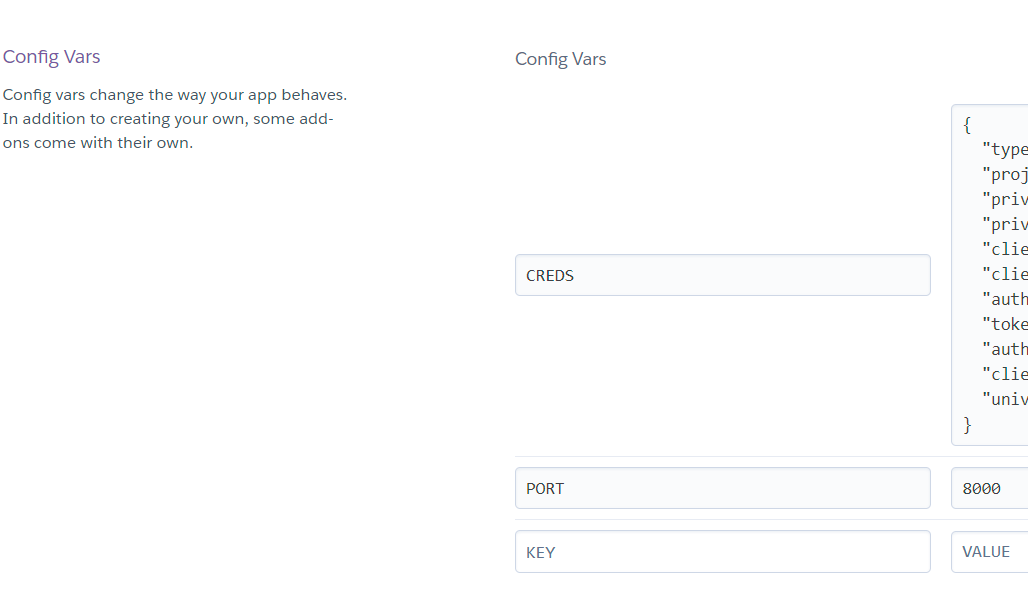 Config Vars
Config vars change the way your app behaves.
In addition to creating your own, some add-
ons come with their own.
Config Vars
CREDS
{
"type
"proj
"priv
"priv
"clie
"clie
"auth
"toke
"auth
"clie
"univ
}
PORT
8000
KEY
VALUE